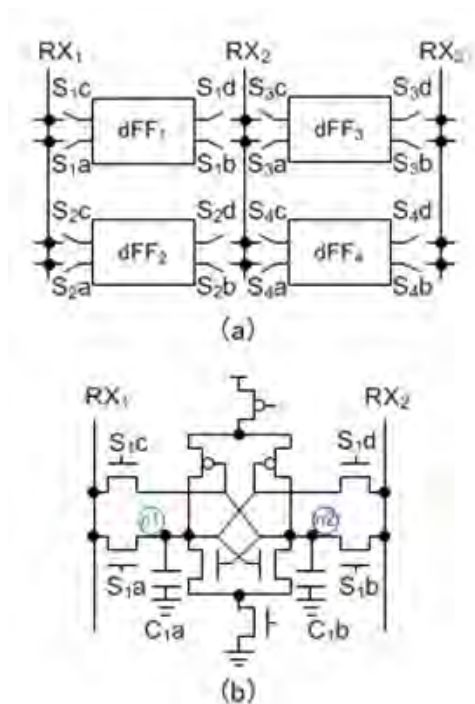 RX₁ RX₂ RX₃
S₁c S₁d S₃c S₃d
dFF₁ dFF₃
S₁a S₁b S₃a S₃b
S₂c S₂d S₄c S₄d
dFF₂ dFF₄
S₂a S₂b S₄a S₄b
(a)
RX₁ RX₂
S₁c S₁d
n1 n2
S₁a S₁b
C₁a C₁b
(b)